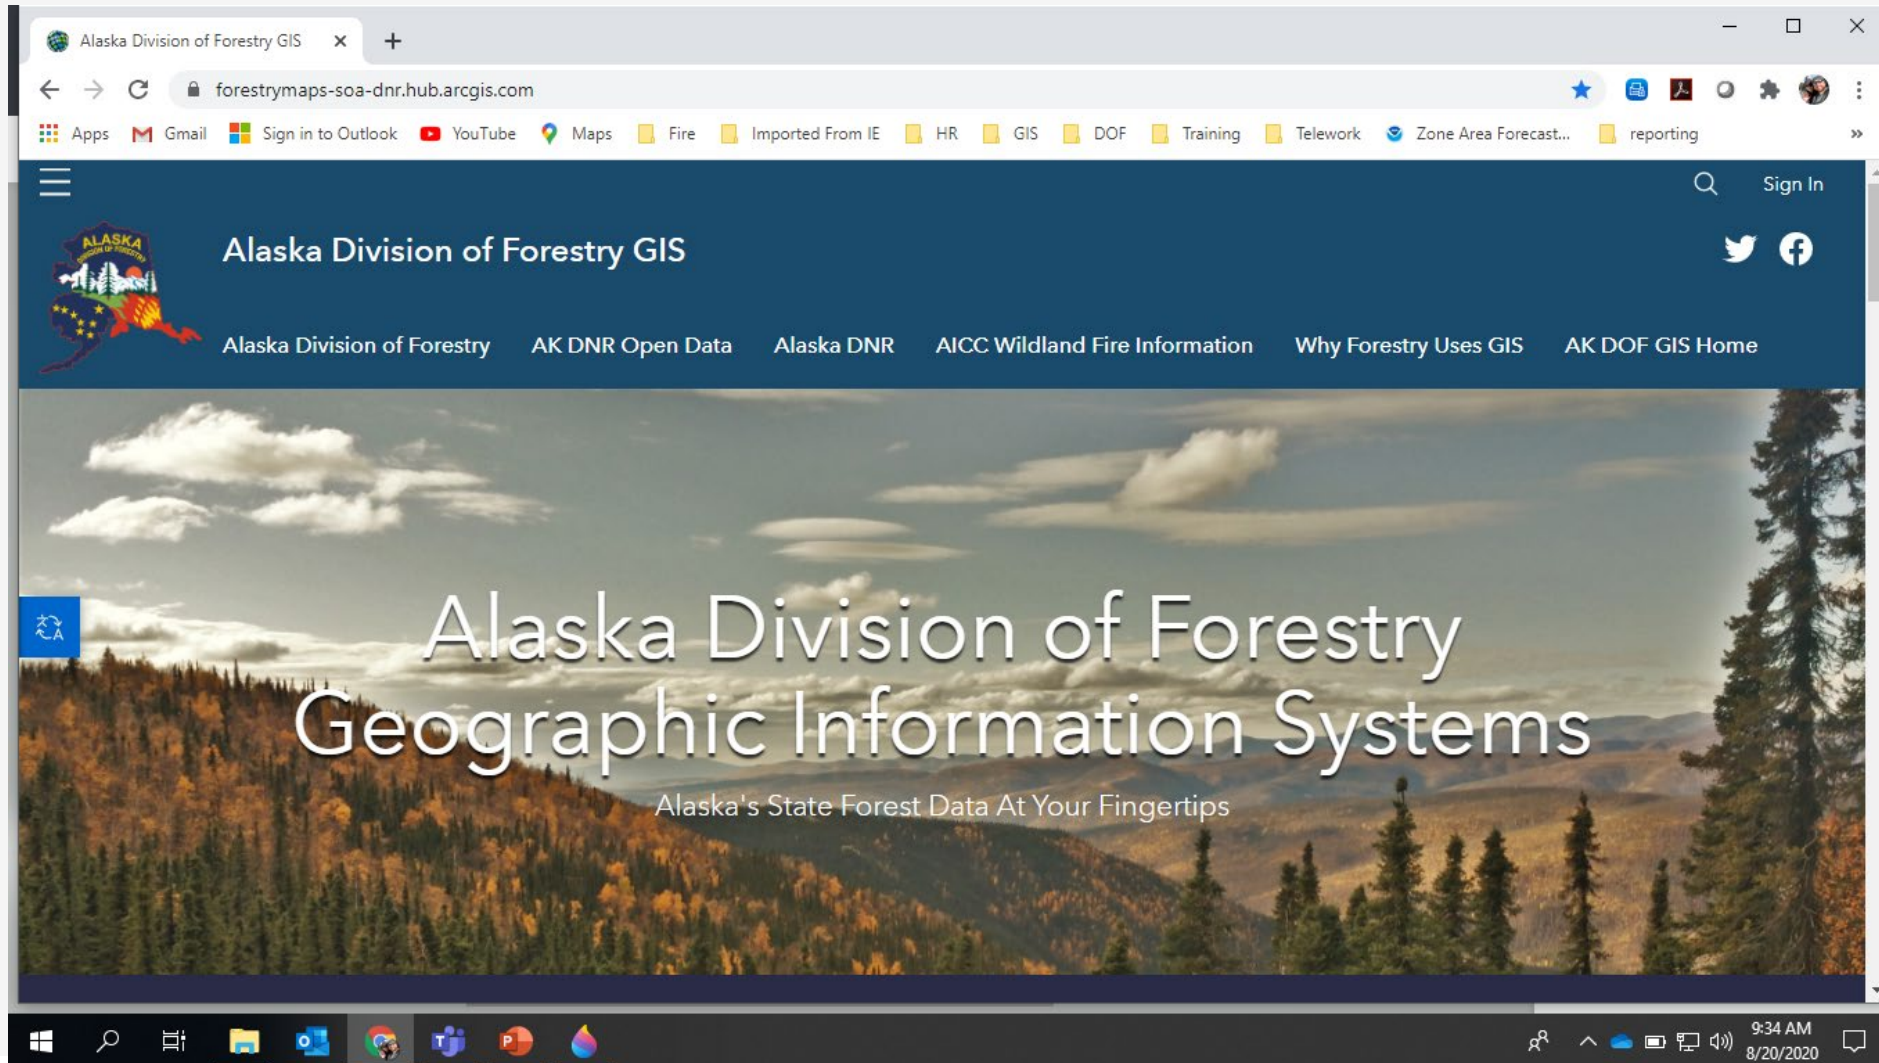 Alaska Division of Forestry GIS
forestrymaps-soa-dnr.hub.arcgis.com
Apps Gmail Sign in to Outlook YouTube Maps Fire Imported From IE HR GIS DOF Training Telework Zone Area Forecast... reporting »
Sign In
ALASKA
Alaska Division of Forestry GIS
Alaska Division of Forestry AK DNR Open Data Alaska DNR AICC Wildland Fire Information Why Forestry Uses GIS AK DOF GIS Home
Alaska Division of Forestry
Geographic Information Systems
Alaska's State Forest Data At Your Fingertips
9:34 AM
8/20/2020